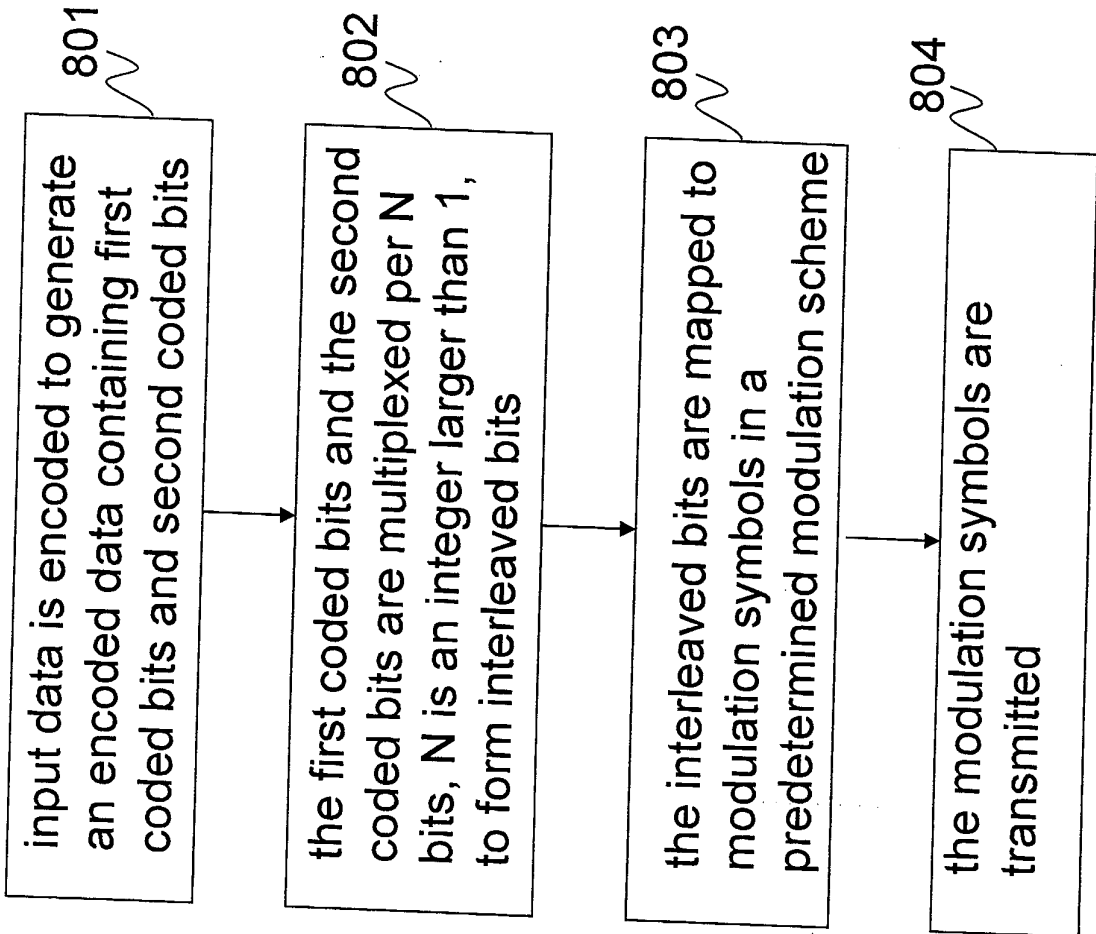 801
input data is encoded to generate
an encoded data containing first
coded bits and second coded bits
802
the first coded bits and the second
coded bits are multiplexed per N
bits, N is an integer larger than 1,
to form interleaved bits
803
the interleaved bits are mapped to
modulation symbols in a
predetermined modulation scheme
804
the modulation symbols are
transmitted